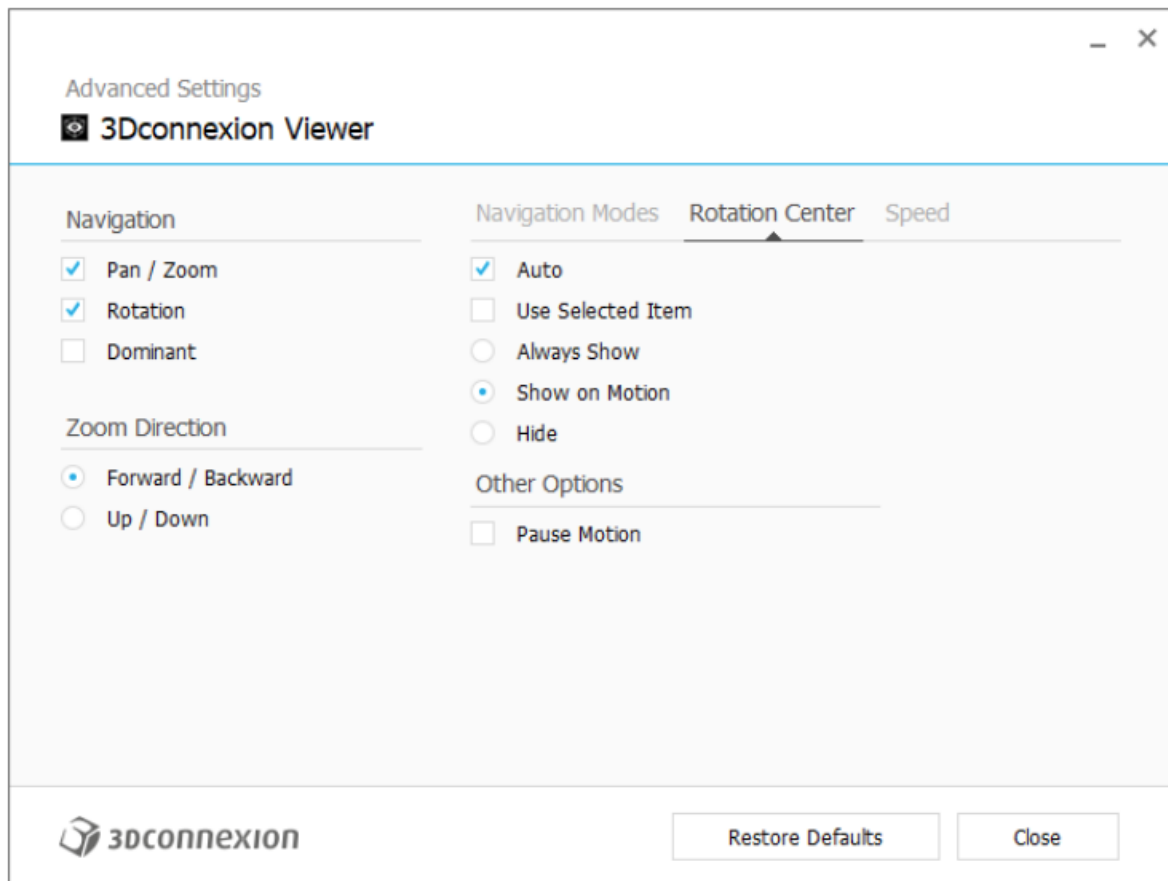 Advanced Settings
3Dconnexion Viewer
Navigation
Pan / Zoom
Rotation
Dominant
Zoom Direction
Forward / Backward
Up / Down
Navigation Modes Rotation Center Speed
Auto
Use Selected Item
Always Show
Show on Motion
Hide
Other Options
Pause Motion
3Dconnexion
Restore Defaults Close